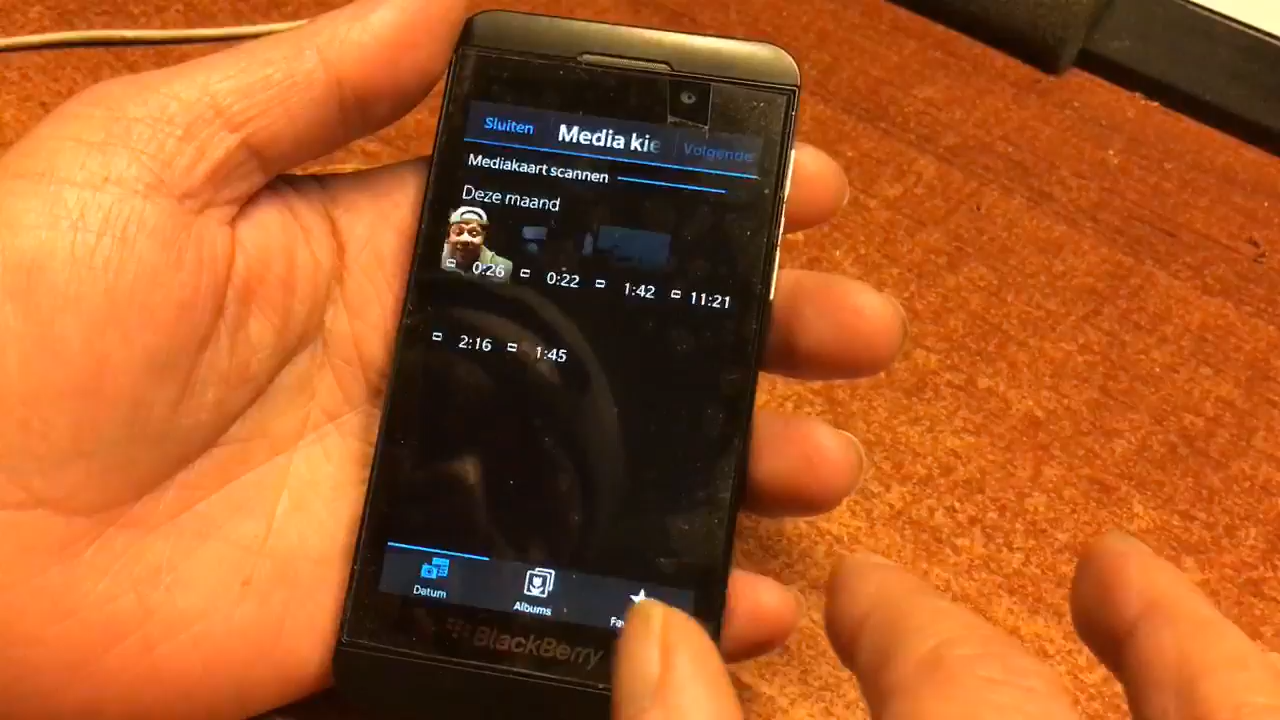 Sluiten Media kie Volgende
Mediakaart scannen
Deze maand
0:26 0:22 1:42 11:21
2:16 1:45
Datum Albums Fav
BlackBerry